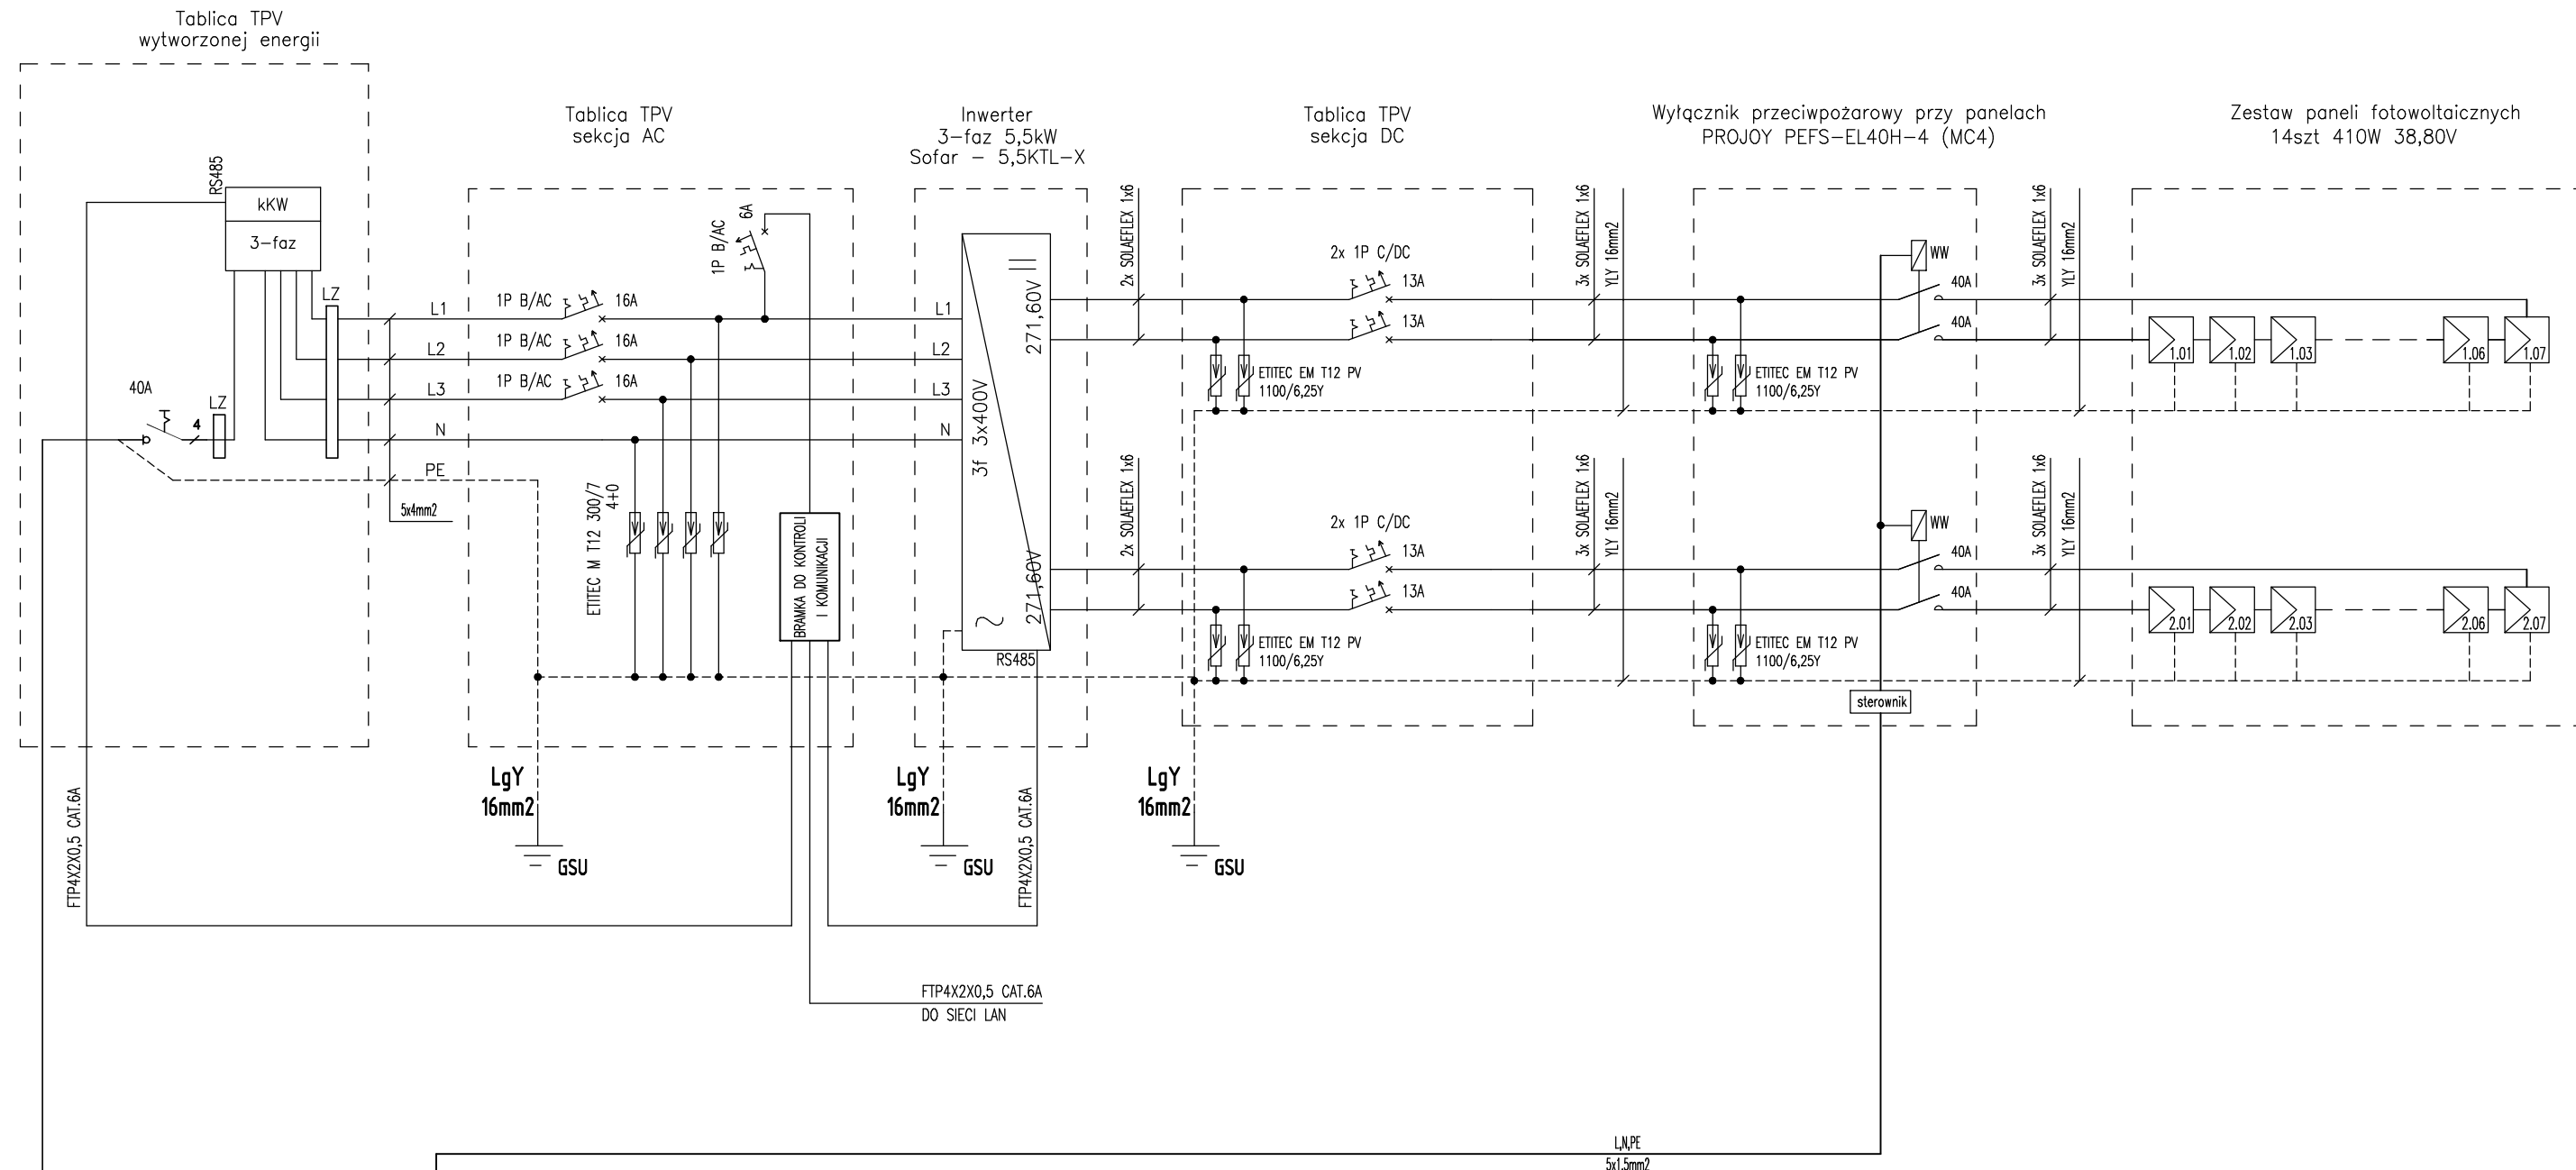 Tablica TPV
wytworzonej energii
RS485
kKW
3-faz
LZ
40A
4
LZ
L1
L2
L3
N
PE
5x4mm2
FTP4X2X0,5 CAT.6A
Tablica TPV
sekcja AC
1P B/AC
6A
1P B/AC
16A
1P B/AC
16A
1P B/AC
16A
ETITEC M T12 300/7
4+0
BRAMKA DO KONTROLI
I KOMUNIKACJI
LgY
16mm2
GSU
Inwerter
3-faz 5,5kW
Sofar - 5,5KTL-X
L1
L2
L3
N
3f 3x400V
271,60V
271,60V
RS485
LgY
16mm2
GSU
FTP4X2X0,5 CAT.6A
FTP4X2X0,5 CAT.6A
DO SIECI LAN
2x SOLAEFLEX 1x6
2x SOLAEFLEX 1x6
Tablica TPV
sekcja DC
2x 1P C/DC
13A
13A
ETITEC EM T12 PV
1100/6,25Y
2x 1P C/DC
13A
13A
ETITEC EM T12 PV
1100/6,25Y
LgY
16mm2
GSU
3x SOLAEFLEX 1x6
YLY 16mm2
3x SOLAEFLEX 1x6
YLY 16mm2
Wyłącznik przeciwpożarowy przy panelach
PROJOY PEFS-EL40H-4 (MC4)
WW
40A
40A
ETITEC EM T12 PV
1100/6,25Y
WW
40A
40A
ETITEC EM T12 PV
1100/6,25Y
sterownik
3x SOLAEFLEX 1x6
YLY 16mm2
3x SOLAEFLEX 1x6
YLY 16mm2
Zestaw paneli fotowoltaicznych
14szt 410W 38,80V
1.01
1.02
1.03
1.06
1.07
2.01
2.02
2.03
2.06
2.07
L,N,PE
5x1,5mm2